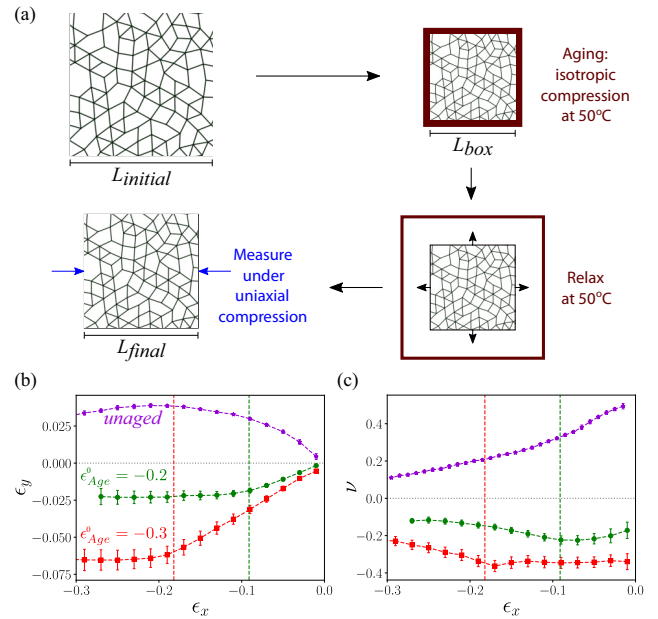 (a)
Aging:
isotropic
compression
at 50°C
L_box
L_initial
Measure
under
uniaxial
compression
Relax
at 50°C
L_final
(b)
(c)
unaged
ϵ⁰_Age = −0.2
ϵ⁰_Age = −0.3
0.025
0.000
−0.025
−0.050
−0.075
ϵ_y
−0.3 −0.2 −0.1 0.0
ϵ_x
0.4
0.2
0.0
−0.2
−0.4
ν
−0.3 −0.2 −0.1 0.0
ϵ_x